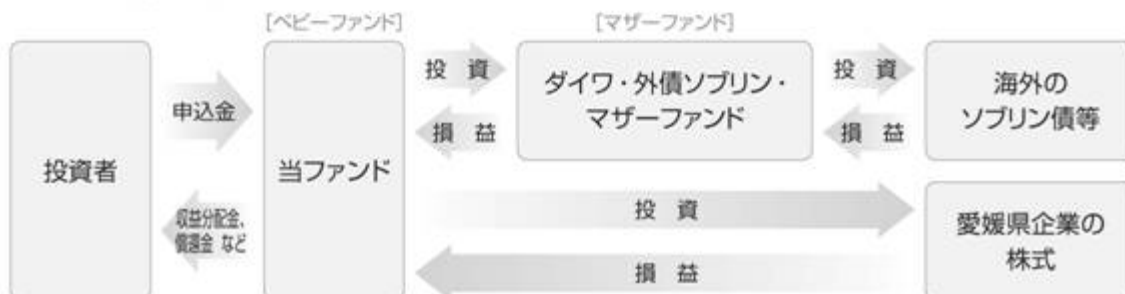 [ベビーファンド]
[マザーファンド]
投資者
申込金
収益分配金、
償還金 など
当ファンド
投 資
損 益
ダイワ・外債ソブリン・
マザーファンド
投 資
損 益
海外の
ソブリン債等
投 資
損 益
愛媛県企業の
株式